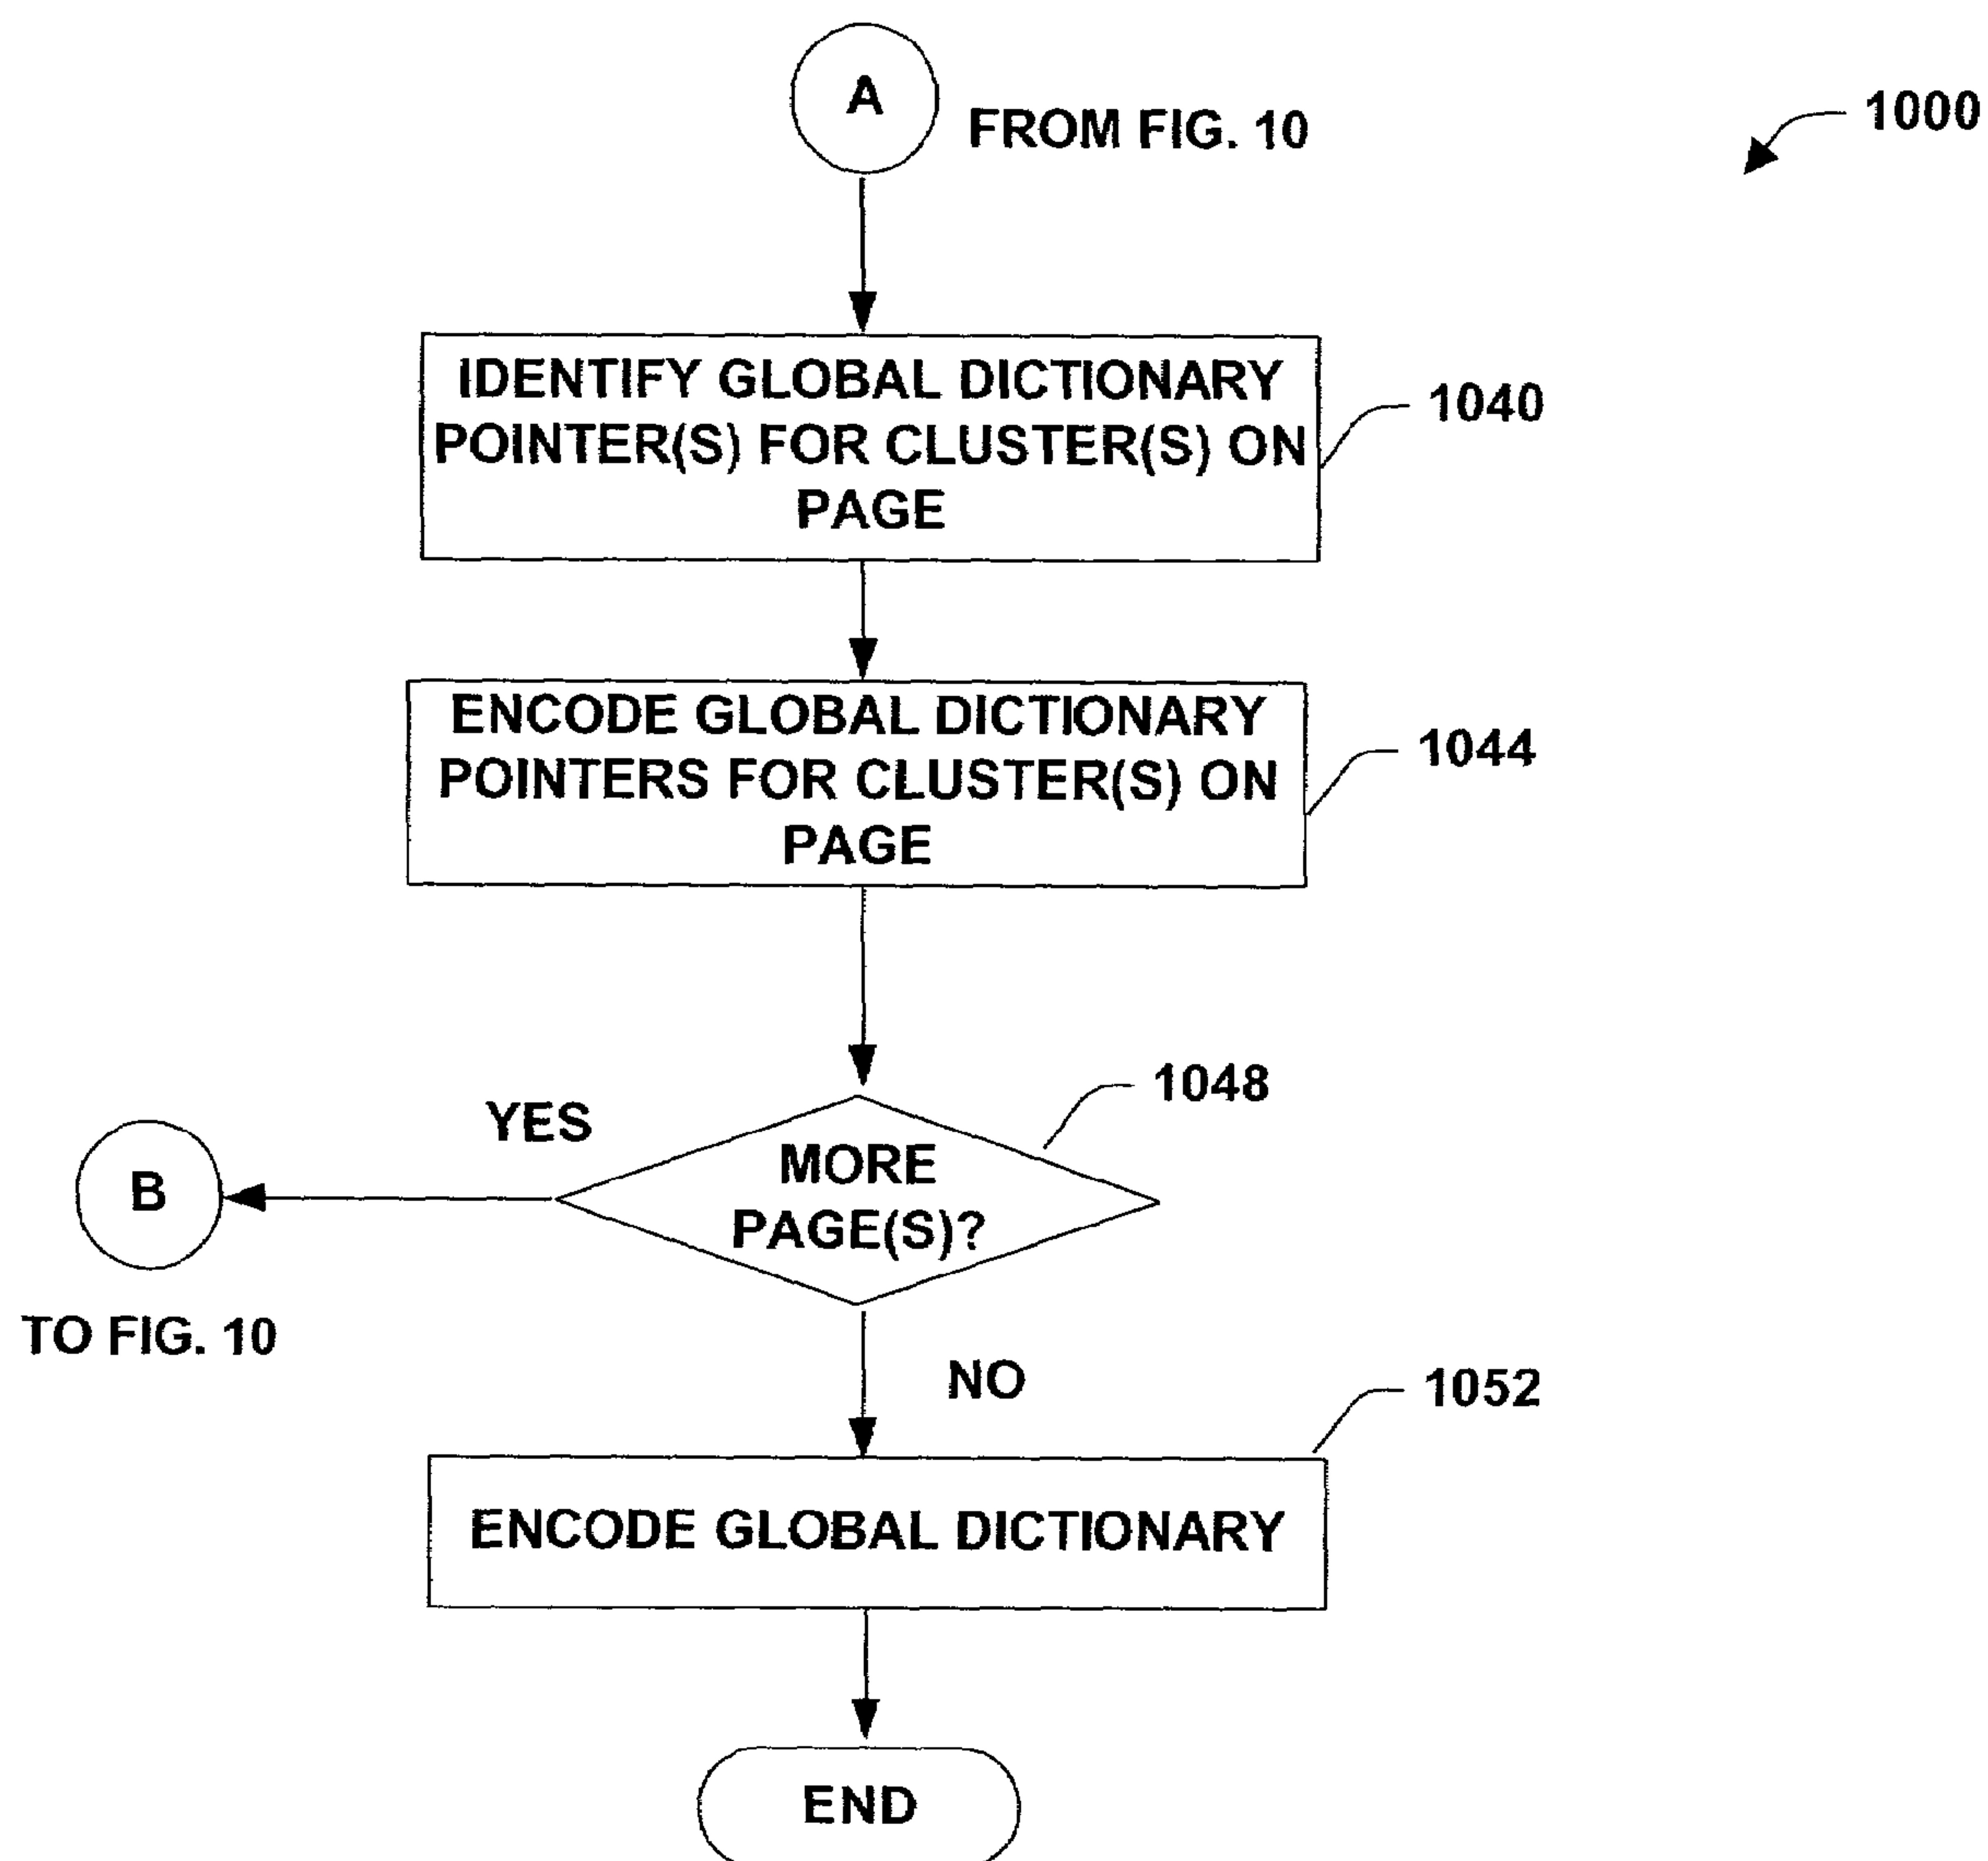 A
FROM FIG. 10
1000
IDENTIFY GLOBAL DICTIONARY
POINTER(S) FOR CLUSTER(S) ON
PAGE
1040
ENCODE GLOBAL DICTIONARY
POINTERS FOR CLUSTER(S) ON
PAGE
1044
1048
YES
MORE
PAGE(S)?
B
TO FIG. 10
NO
1052
ENCODE GLOBAL DICTIONARY
END